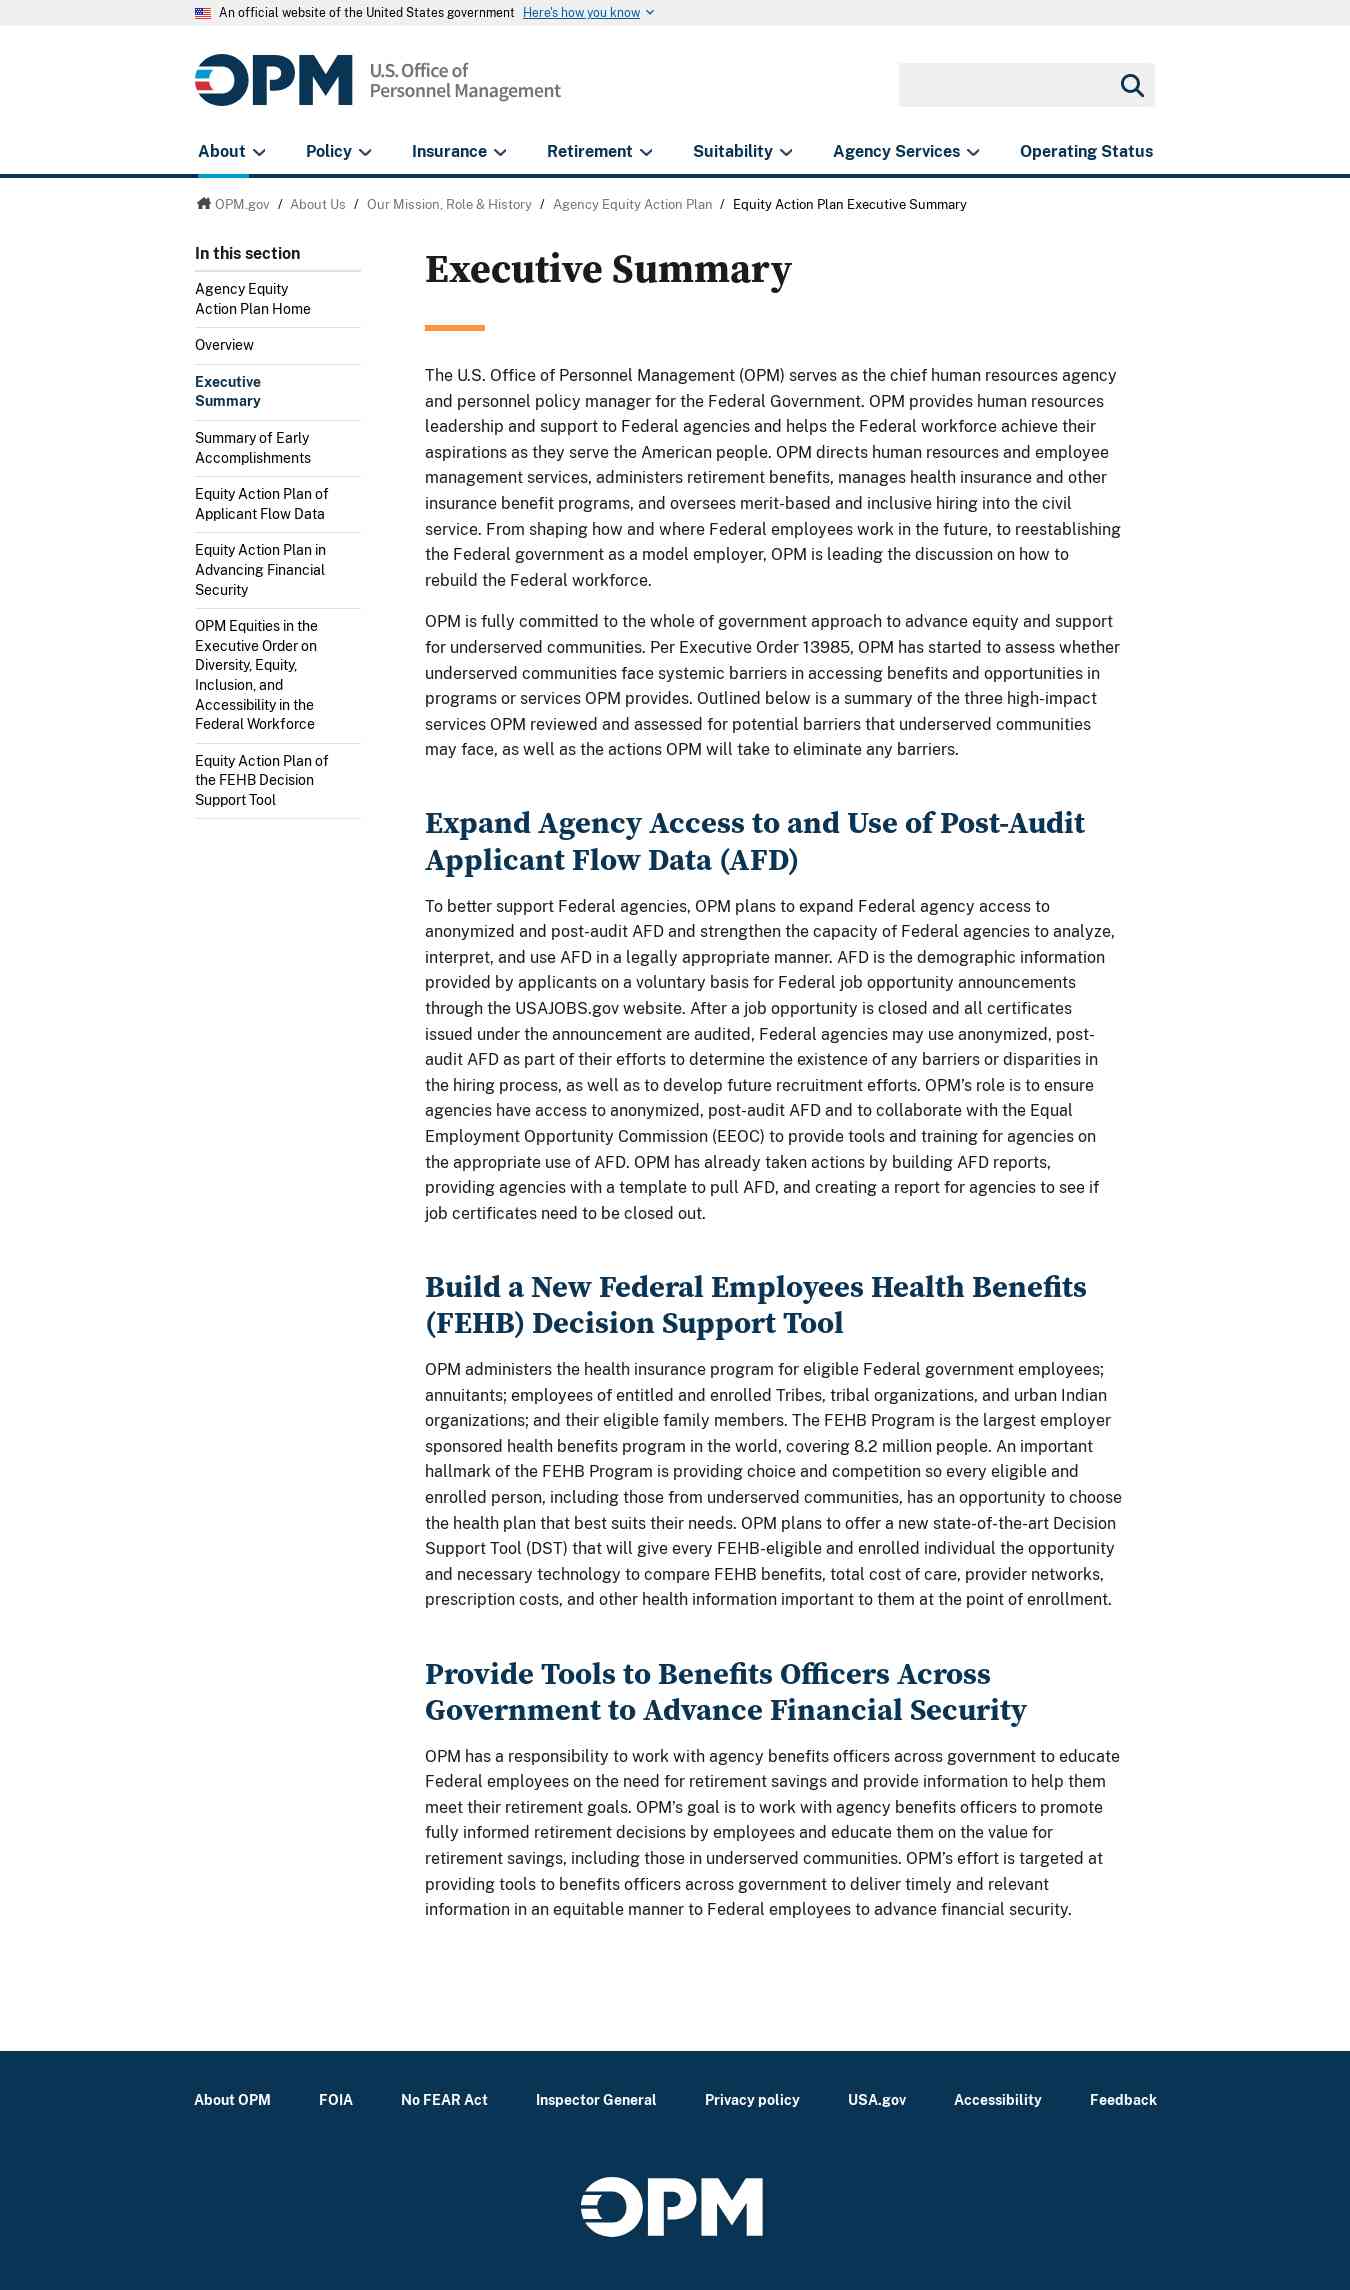 An official website of the United States government Here's how you know
OPM U.S. Office of
Personnel Management
About Policy Insurance Retirement Suitability Agency Services Operating Status
OPM.gov / About Us / Our Mission, Role & History / Agency Equity Action Plan / Equity Action Plan Executive Summary
In this section
Agency Equity
Action Plan Home
Overview
Executive
Summary
Summary of Early
Accomplishments
Equity Action Plan of
Applicant Flow Data
Equity Action Plan in
Advancing Financial
Security
OPM Equities in the
Executive Order on
Diversity, Equity,
Inclusion, and
Accessibility in the
Federal Workforce
Equity Action Plan of
the FEHB Decision
Support Tool
Executive Summary
The U.S. Office of Personnel Management (OPM) serves as the chief human resources agency
and personnel policy manager for the Federal Government. OPM provides human resources
leadership and support to Federal agencies and helps the Federal workforce achieve their
aspirations as they serve the American people. OPM directs human resources and employee
management services, administers retirement benefits, manages health insurance and other
insurance benefit programs, and oversees merit-based and inclusive hiring into the civil
service. From shaping how and where Federal employees work in the future, to reestablishing
the Federal government as a model employer, OPM is leading the discussion on how to
rebuild the Federal workforce.
OPM is fully committed to the whole of government approach to advance equity and support
for underserved communities. Per Executive Order 13985, OPM has started to assess whether
underserved communities face systemic barriers in accessing benefits and opportunities in
programs or services OPM provides. Outlined below is a summary of the three high-impact
services OPM reviewed and assessed for potential barriers that underserved communities
may face, as well as the actions OPM will take to eliminate any barriers.
Expand Agency Access to and Use of Post-Audit
Applicant Flow Data (AFD)
To better support Federal agencies, OPM plans to expand Federal agency access to
anonymized and post-audit AFD and strengthen the capacity of Federal agencies to analyze,
interpret, and use AFD in a legally appropriate manner. AFD is the demographic information
provided by applicants on a voluntary basis for Federal job opportunity announcements
through the USAJOBS.gov website. After a job opportunity is closed and all certificates
issued under the announcement are audited, Federal agencies may use anonymized, post-
audit AFD as part of their efforts to determine the existence of any barriers or disparities in
the hiring process, as well as to develop future recruitment efforts. OPM’s role is to ensure
agencies have access to anonymized, post-audit AFD and to collaborate with the Equal
Employment Opportunity Commission (EEOC) to provide tools and training for agencies on
the appropriate use of AFD. OPM has already taken actions by building AFD reports,
providing agencies with a template to pull AFD, and creating a report for agencies to see if
job certificates need to be closed out.
Build a New Federal Employees Health Benefits
(FEHB) Decision Support Tool
OPM administers the health insurance program for eligible Federal government employees;
annuitants; employees of entitled and enrolled Tribes, tribal organizations, and urban Indian
organizations; and their eligible family members. The FEHB Program is the largest employer
sponsored health benefits program in the world, covering 8.2 million people. An important
hallmark of the FEHB Program is providing choice and competition so every eligible and
enrolled person, including those from underserved communities, has an opportunity to choose
the health plan that best suits their needs. OPM plans to offer a new state-of-the-art Decision
Support Tool (DST) that will give every FEHB-eligible and enrolled individual the opportunity
and necessary technology to compare FEHB benefits, total cost of care, provider networks,
prescription costs, and other health information important to them at the point of enrollment.
Provide Tools to Benefits Officers Across
Government to Advance Financial Security
OPM has a responsibility to work with agency benefits officers across government to educate
Federal employees on the need for retirement savings and provide information to help them
meet their retirement goals. OPM’s goal is to work with agency benefits officers to promote
fully informed retirement decisions by employees and educate them on the value for
retirement savings, including those in underserved communities. OPM’s effort is targeted at
providing tools to benefits officers across government to deliver timely and relevant
information in an equitable manner to Federal employees to advance financial security.
About OPM FOIA No FEAR Act Inspector General Privacy policy USA.gov Accessibility Feedback
OPM